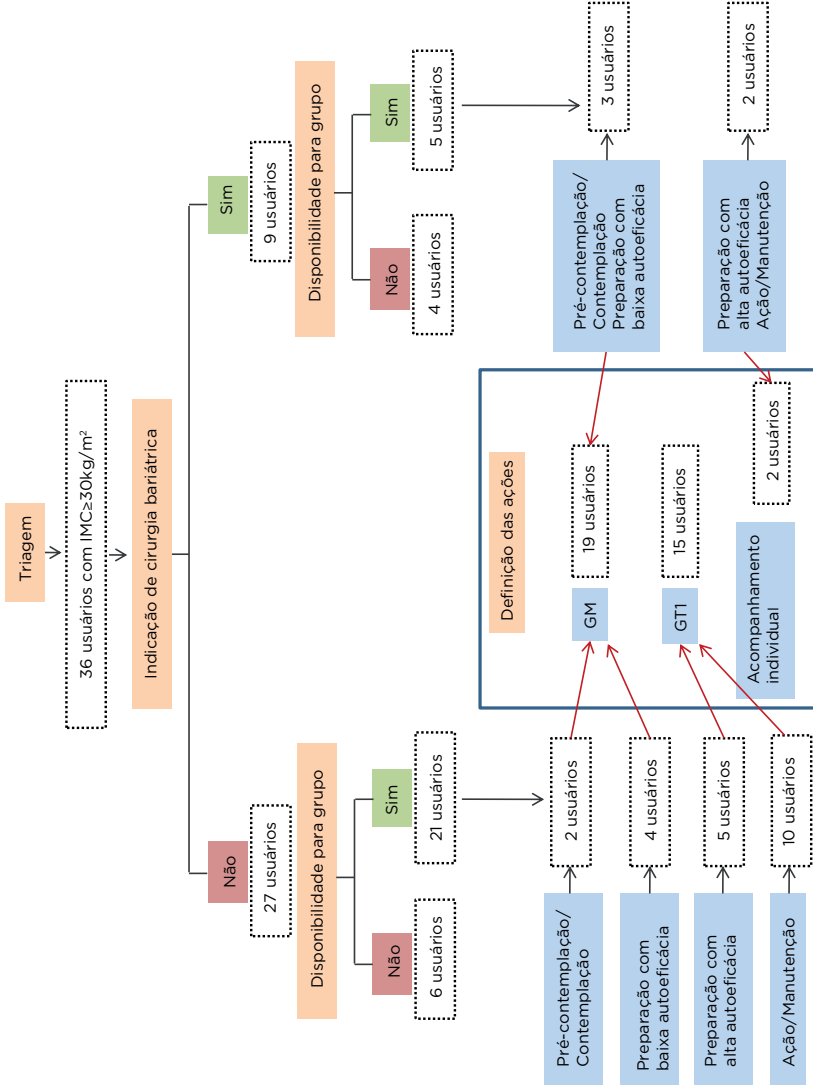 Triagem
36 usuários com IMC≥30kg/m²
Indicação de cirurgia bariátrica
Não
27 usuários
Disponibilidade para grupo
Não
6 usuários
Sim
21 usuários
Sim
9 usuários
Disponibilidade para grupo
Não
4 usuários
Sim
5 usuários
Pré-contemplação/
Contemplação
2 usuários
Preparação com
baixa autoeficácia
4 usuários
Preparação com
alta autoeficácia
5 usuários
Ação/Manutenção
10 usuários
Definição das ações
GM
19 usuários
GT1
15 usuários
Acompanhamento
individual
2 usuários
Pré-contemplação/
Contemplação
Preparação com
baixa autoeficácia
3 usuários
Preparação com
alta autoeficácia
Ação/Manutenção
2 usuários